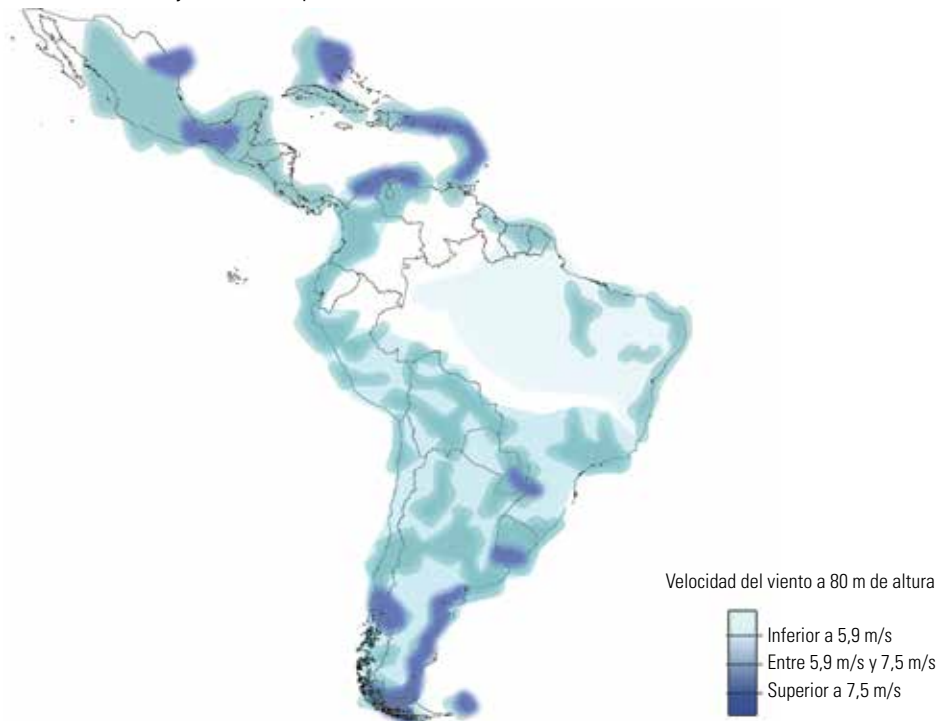 Velocidad del viento a 80 m de altura
Inferior a 5,9 m/s
Entre 5,9 m/s y 7,5 m/s
Superior a 7,5 m/s